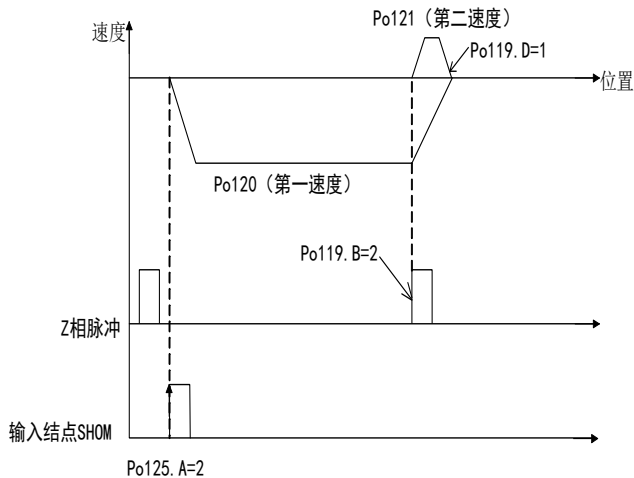 Po121（第二速度）
速度
Po119.D=1
位置
Po120（第一速度）
Po119.B=2
Z相脉冲
输入结点SHOM
Po125.A=2